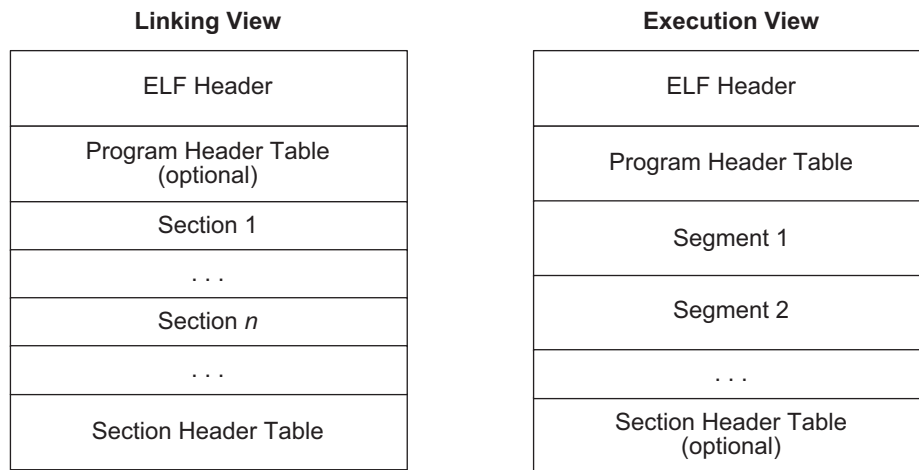 Linking View
ELF Header
Program Header Table
(optional)
Section 1
. . .
Section n
. . .
Section Header Table
Execution View
ELF Header
Program Header Table
Segment 1
Segment 2
. . .
Section Header Table
(optional)